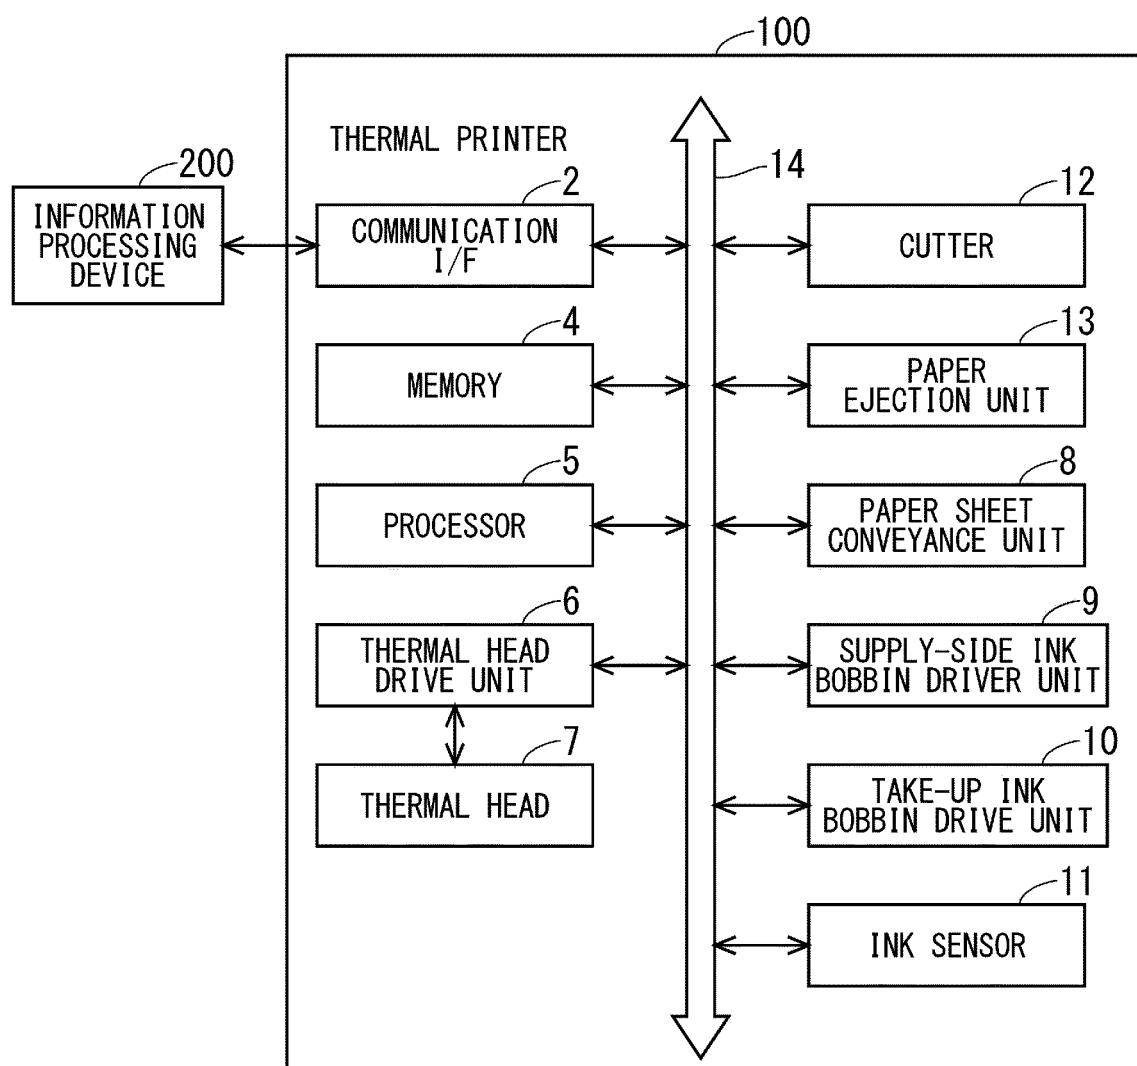 100
THERMAL PRINTER
14
200
INFORMATION
PROCESSING
DEVICE
2
COMMUNICATION
I/F
12
CUTTER
4
MEMORY
13
PAPER
EJECTION UNIT
5
PROCESSOR
8
PAPER SHEET
CONVEYANCE UNIT
6
THERMAL HEAD
DRIVE UNIT
9
SUPPLY-SIDE INK
BOBBIN DRIVER UNIT
7
THERMAL HEAD
10
TAKE-UP INK
BOBBIN DRIVE UNIT
11
INK SENSOR